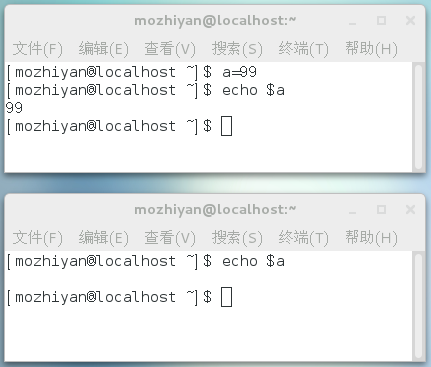 mozhiyan@localhost:~
文件(F) 编辑(E) 查看(V) 搜索(S) 终端(T) 帮助(H)
[mozhiyan@localhost ~]$ a=99
[mozhiyan@localhost ~]$ echo $a
99
[mozhiyan@localhost ~]$
mozhiyan@localhost:~
文件(F) 编辑(E) 查看(V) 搜索(S) 终端(T) 帮助(H)
[mozhiyan@localhost ~]$ echo $a
[mozhiyan@localhost ~]$